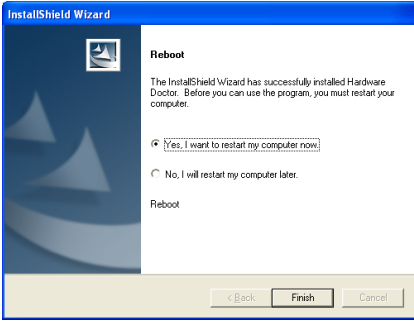 InstallShield Wizard
Reboot
The InstallShield Wizard has successfully installed Hardware
Doctor. Before you can use the program, you must restart your
computer.
Yes, I want to restart my computer now.
No, I will restart my computer later.
Reboot
< Back
Finish
Cancel